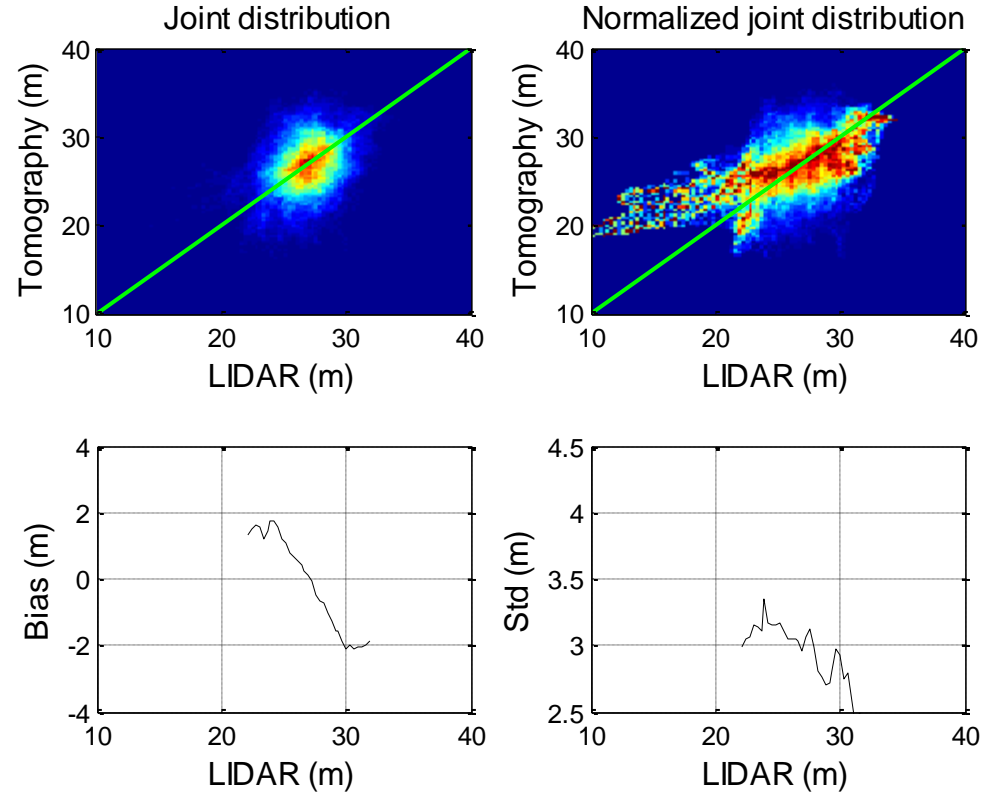 Joint distribution
Tomography (m)
40
30
20
10
10 20 30 40
LIDAR (m)
Normalized joint distribution
Tomography (m)
40
30
20
10
10 20 30 40
LIDAR (m)
Bias (m)
4
2
0
-2
-4
10 20 30 40
LIDAR (m)
Std (m)
4.5
4
3.5
3
2.5
10 20 30 40
LIDAR (m)